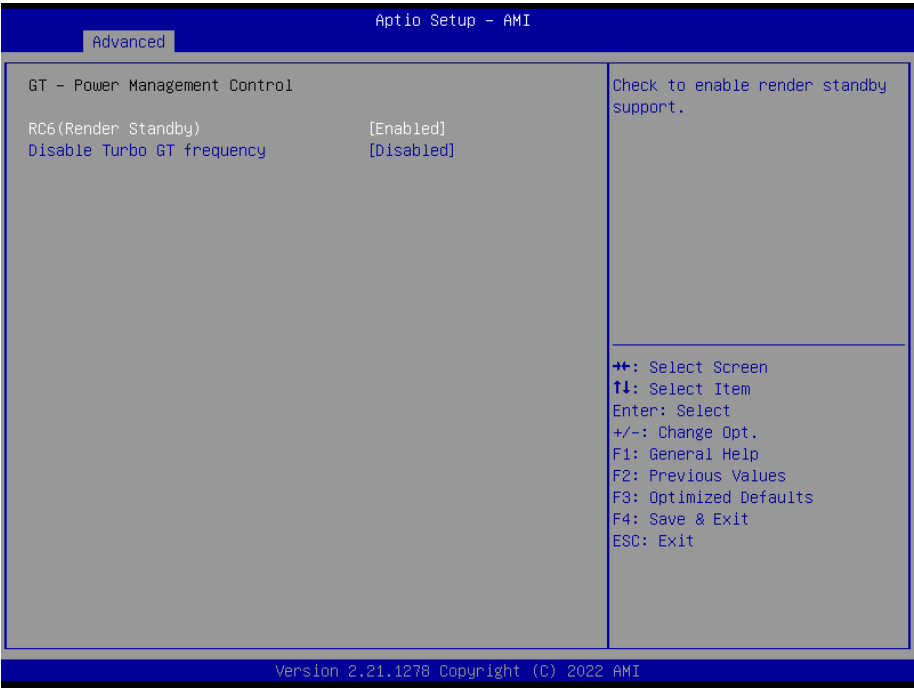 Aptio Setup – AMI
Advanced
GT – Power Management Control
RC6(Render Standby) [Enabled]
Disable Turbo GT frequency [Disabled]
Check to enable render standby
support.
→←: Select Screen
↑↓: Select Item
Enter: Select
+/–: Change Opt.
F1: General Help
F2: Previous Values
F3: Optimized Defaults
F4: Save & Exit
ESC: Exit
Version 2.21.1278 Copyright (C) 2022 AMI